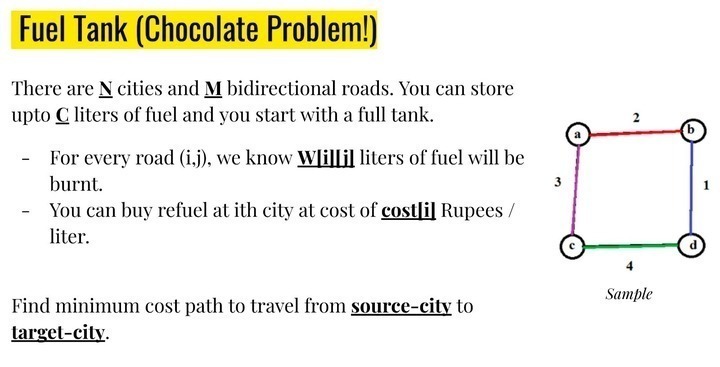 Fuel Tank (Chocolate Problem!)
There are N cities and M bidirectional roads. You can store
upto C liters of fuel and you start with a full tank.
- For every road (i,j), we know W[i][j] liters of fuel will be
burnt.
- You can buy refuel at ith city at cost of cost[i] Rupees /
liter.
Find minimum cost path to travel from source-city to
target-city.
2
a
b
3
1
c
d
4
Sample